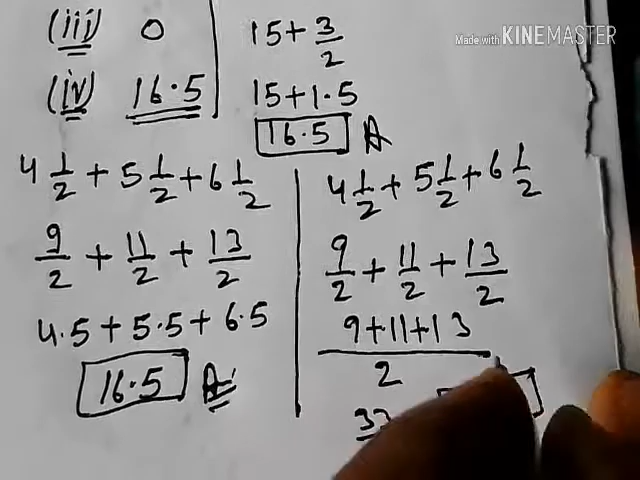 (iii) 0
(iv) 16.5
15 + 3/2
15 + 1.5
16.5 A
Made with KINEMASTER
4 1/2 + 5 1/2 + 6 1/2
9/2 + 11/2 + 13/2
4.5 + 5.5 + 6.5
16.5 A
4 1/2 + 5 1/2 + 6 1/2
9/2 + 11/2 + 13/2
9+11+13
2
33